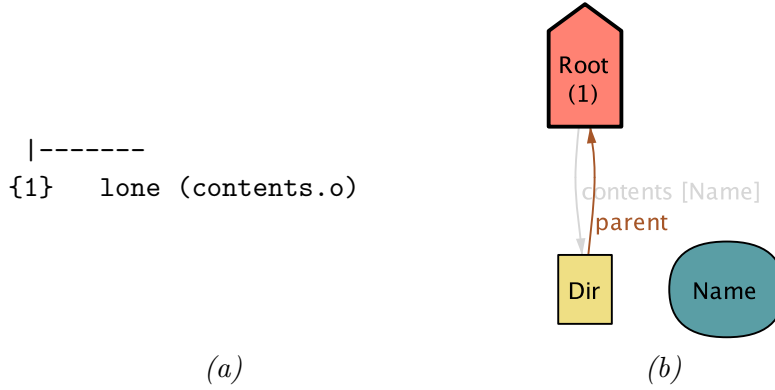 |-------
{1}   lone (contents.o)
(a)
Root
(1)
contents [Name]
parent
Dir
Name
(b)